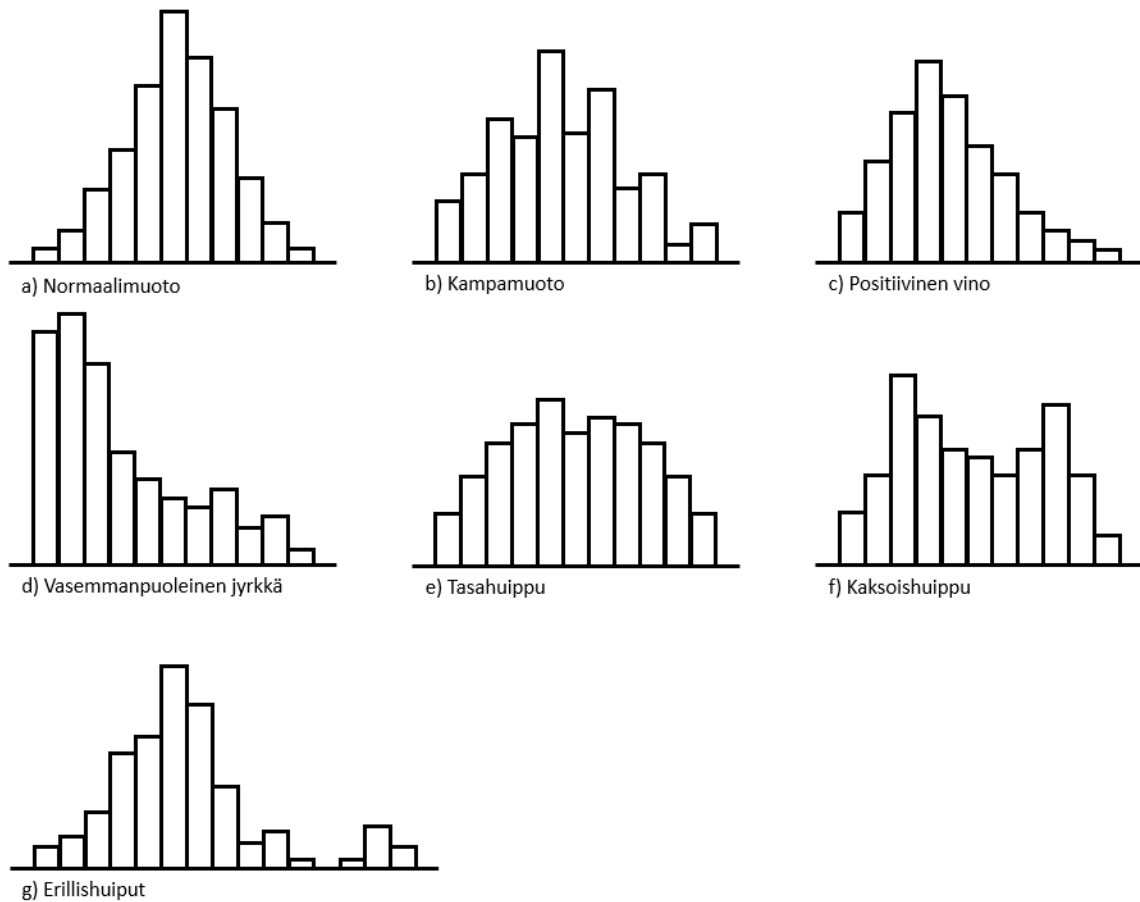 a) Normaalimuoto
b) Kampamuoto
c) Positiivinen vino
d) Vasemmanpuoleinen jyrkkä
e) Tasahuippu
f) Kaksoishuippu
g) Erillishuiput